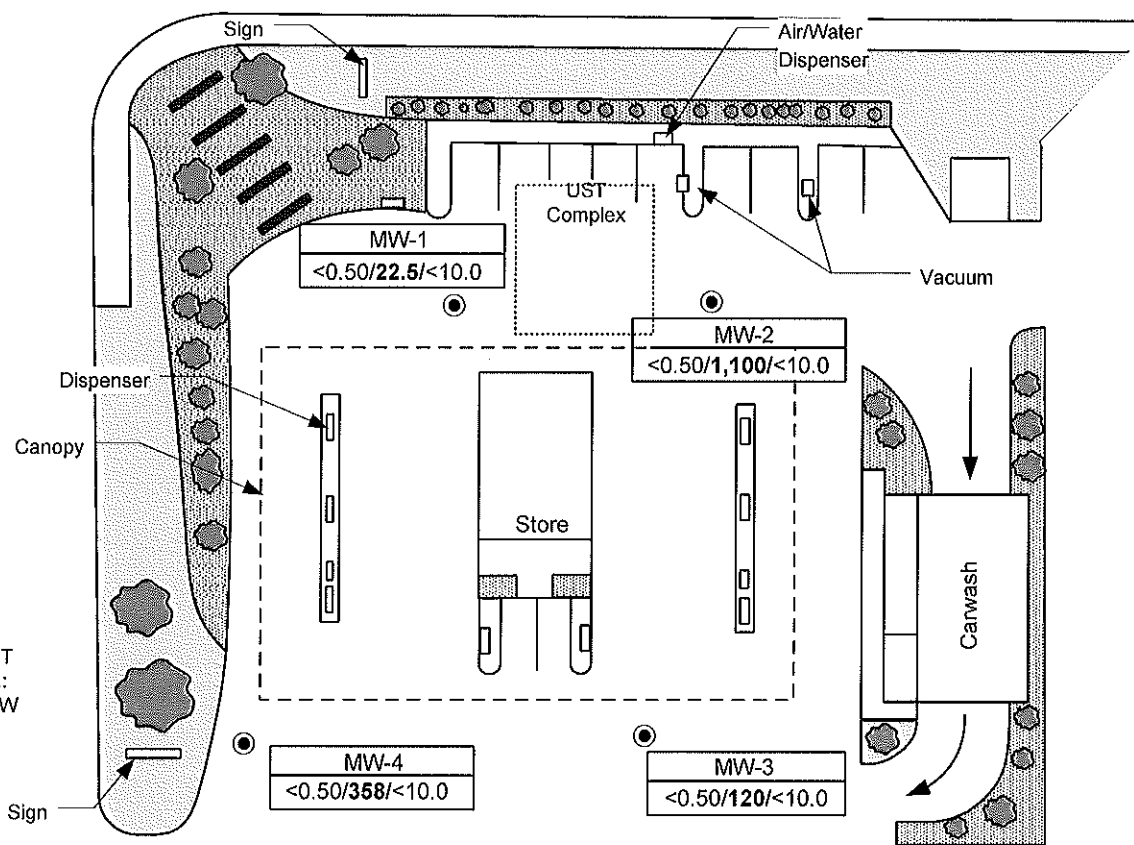 Sign
Air/Water
Dispenser
UST
Complex
MW-1
<0.50/22.5/<10.0
Vacuum
MW-2
<0.50/1,100/<10.0
Dispenser
Canopy
Store
Carwash
T
:
W
MW-4
<0.50/358/<10.0
MW-3
<0.50/120/<10.0
Sign